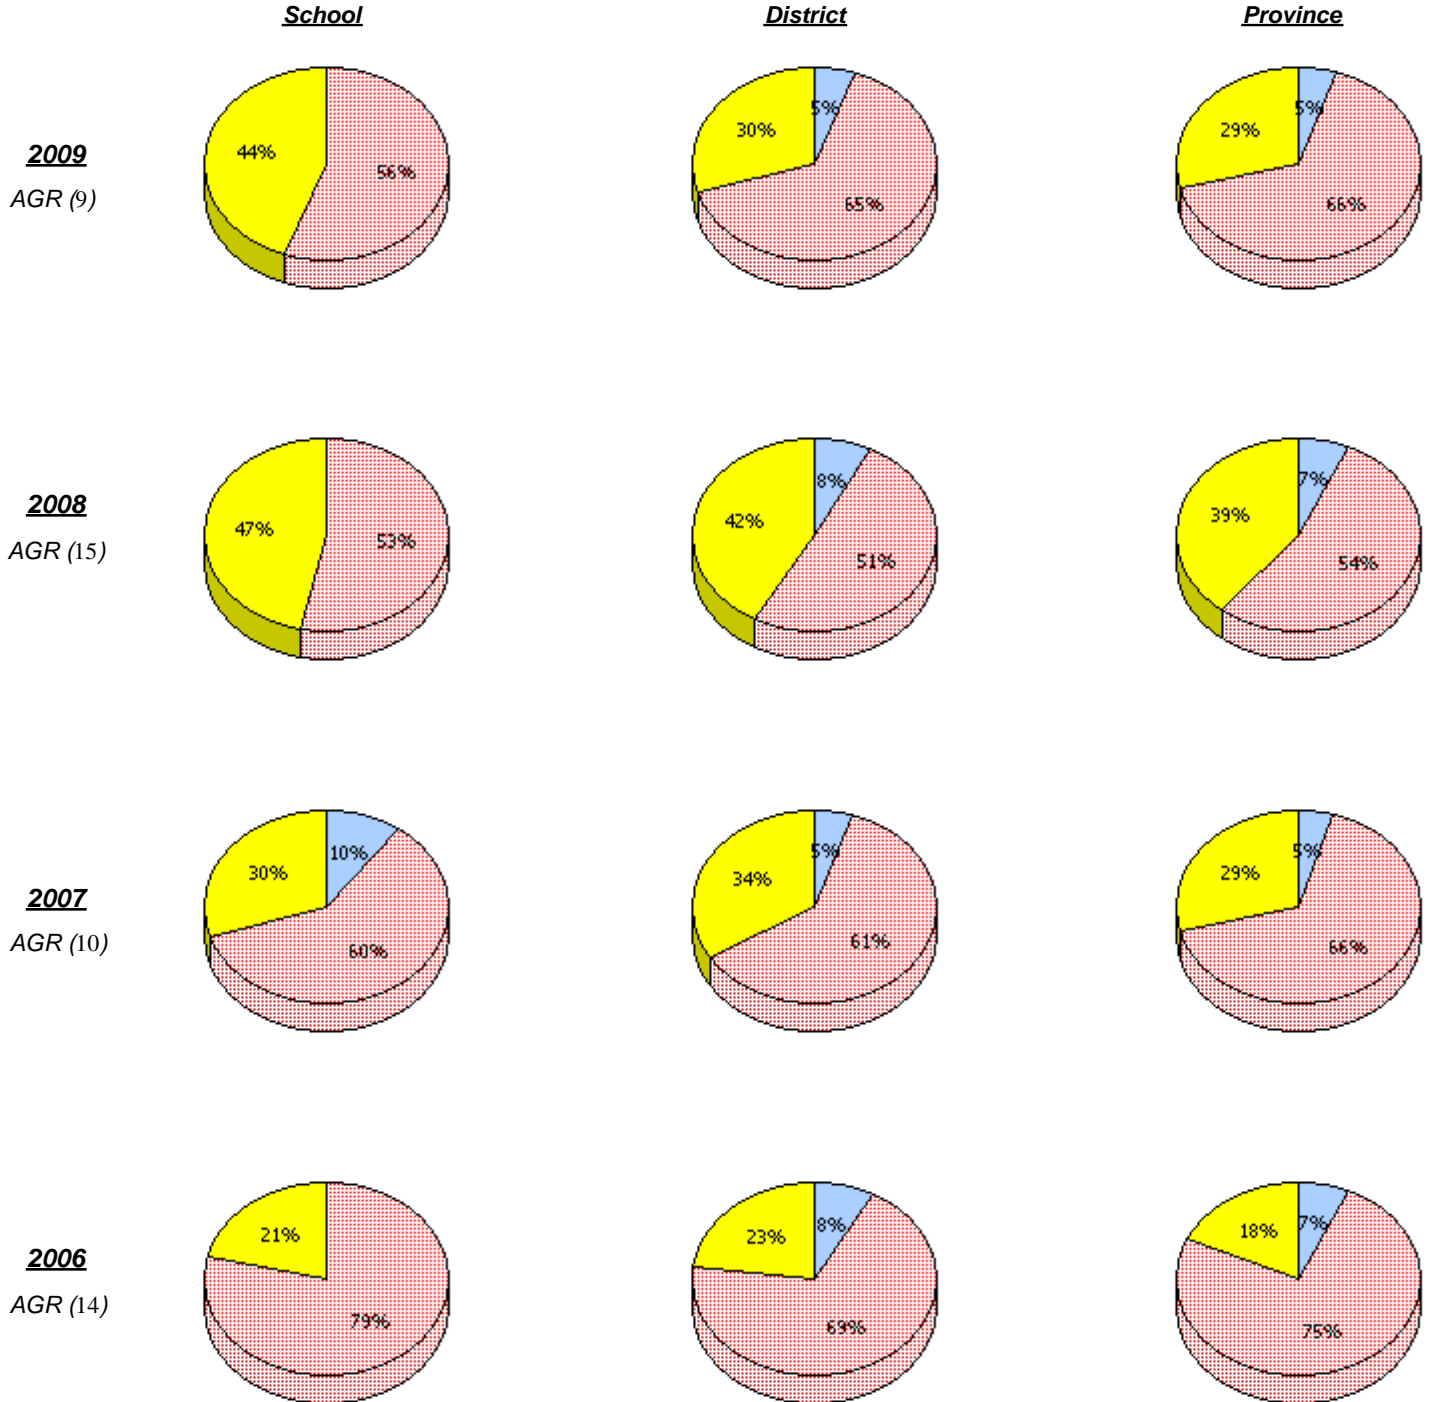 School District Province
2009
AGR (9)
44% 56% 30% 5% 65% 29% 5% 66%
2008
AGR (15)
47% 53% 42% 8% 51% 39% 7% 54%
2007
AGR (10)
30% 10% 60% 34% 5% 61% 29% 5% 66%
2006
AGR (14)
21% 79% 23% 8% 69% 18% 7% 75%